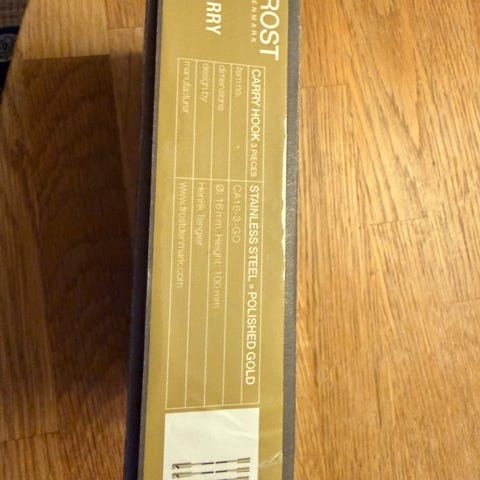 ROST
ENMARK
RRY
CARRY HOOK 3 PIECES STAINLESS STEEL = POLISHED GOLD
item no. CA16-3-GO
dimensions Ø: 16 mm, Height: 100 mm
design by Henrik Tengler
manufacturer www.frostdenmark.com